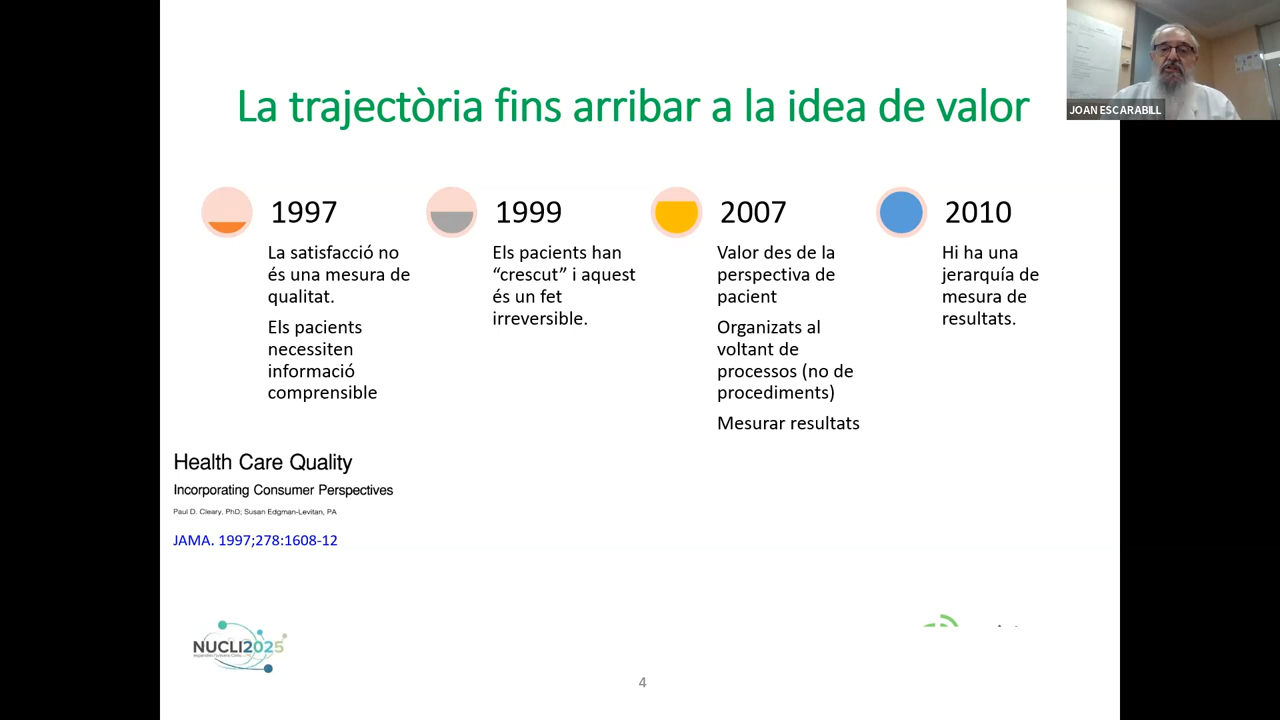 La trajectòria fins arribar a la idea de valor
JOAN ESCARABILL
1997
La satisfacció no
és una mesura de
qualitat.
Els pacients
necessiten
informació
comprensible
1999
Els pacients han
“crescut” i aquest
és un fet
irreversible.
2007
Valor des de la
perspectiva de
pacient
Organizats al
voltant de
processos (no de
procediments)
Mesurar resultats
2010
Hi ha una
jerarquía de
mesura de
resultats.
Health Care Quality
Incorporating Consumer Perspectives
Paul D. Cleary, PhD; Susan Edgman-Levitan, PA
JAMA. 1997;278:1608-12
NUCLI2025
4